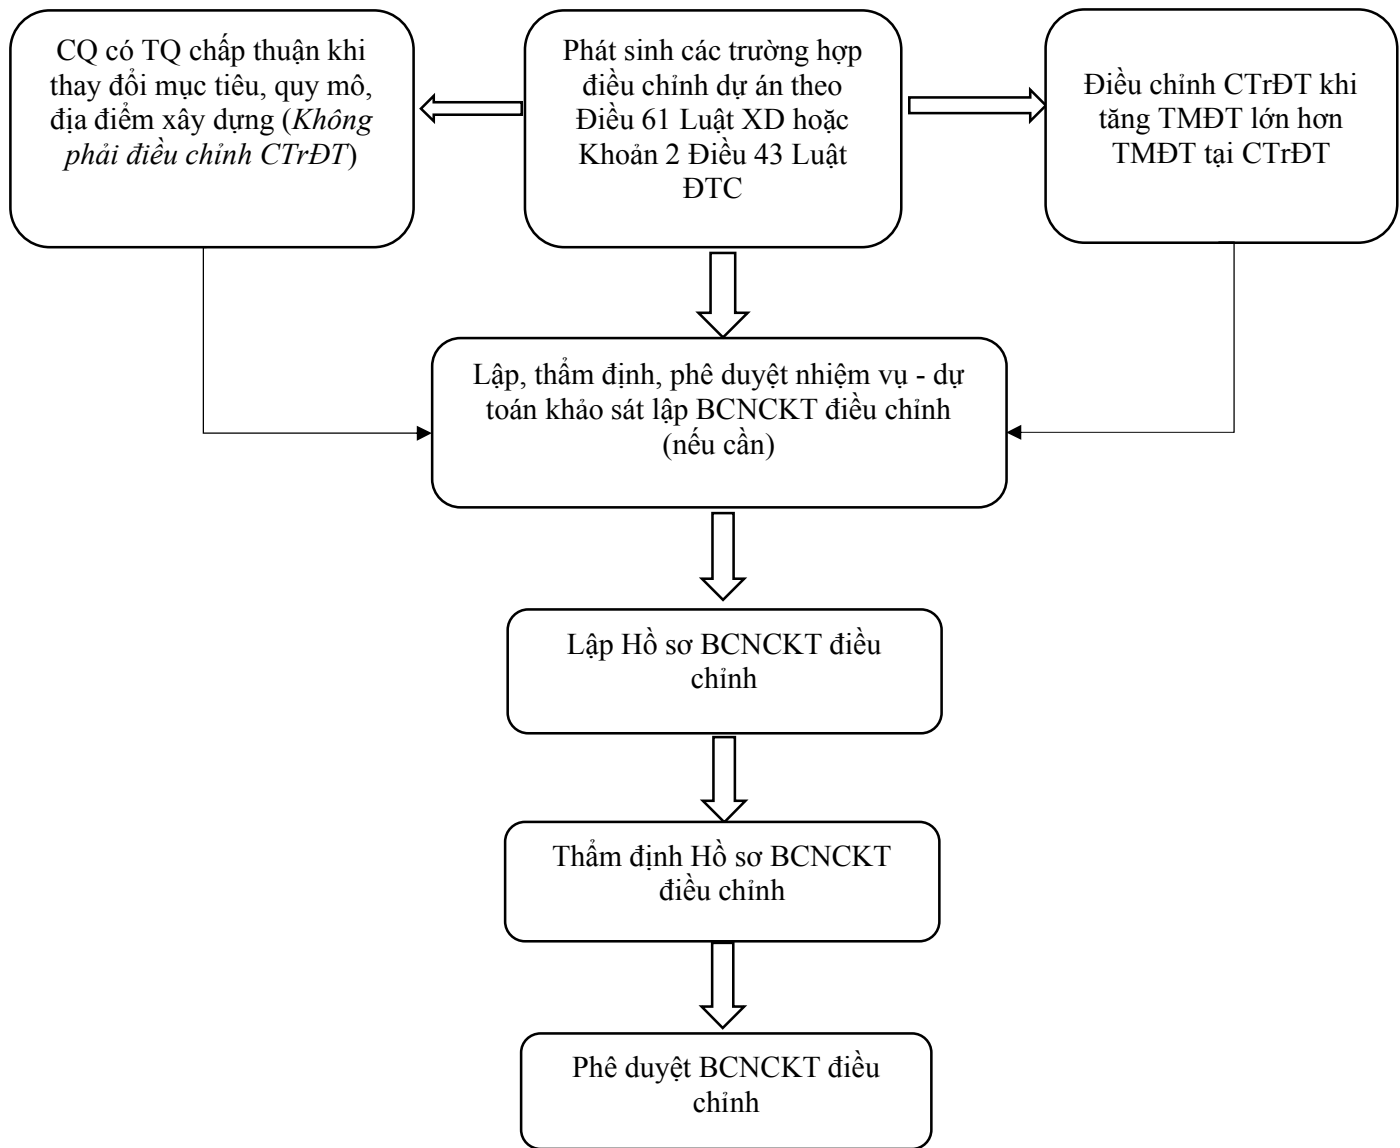 CQ có TQ chấp thuận khi
thay đổi mục tiêu, quy mô,
địa điểm xây dựng (Không
phải điều chỉnh CTrĐT)
Phát sinh các trường hợp
điều chỉnh dự án theo
Điều 61 Luật XD hoặc
Khoản 2 Điều 43 Luật
ĐTC
Điều chỉnh CTrĐT khi
tăng TMĐT lớn hơn
TMĐT tại CTrĐT
Lập, thẩm định, phê duyệt nhiệm vụ - dự
toán khảo sát lập BCNCKT điều chỉnh
(nếu cần)
Lập Hồ sơ BCNCKT điều
chỉnh
Thẩm định Hồ sơ BCNCKT
điều chỉnh
Phê duyệt BCNCKT điều
chỉnh